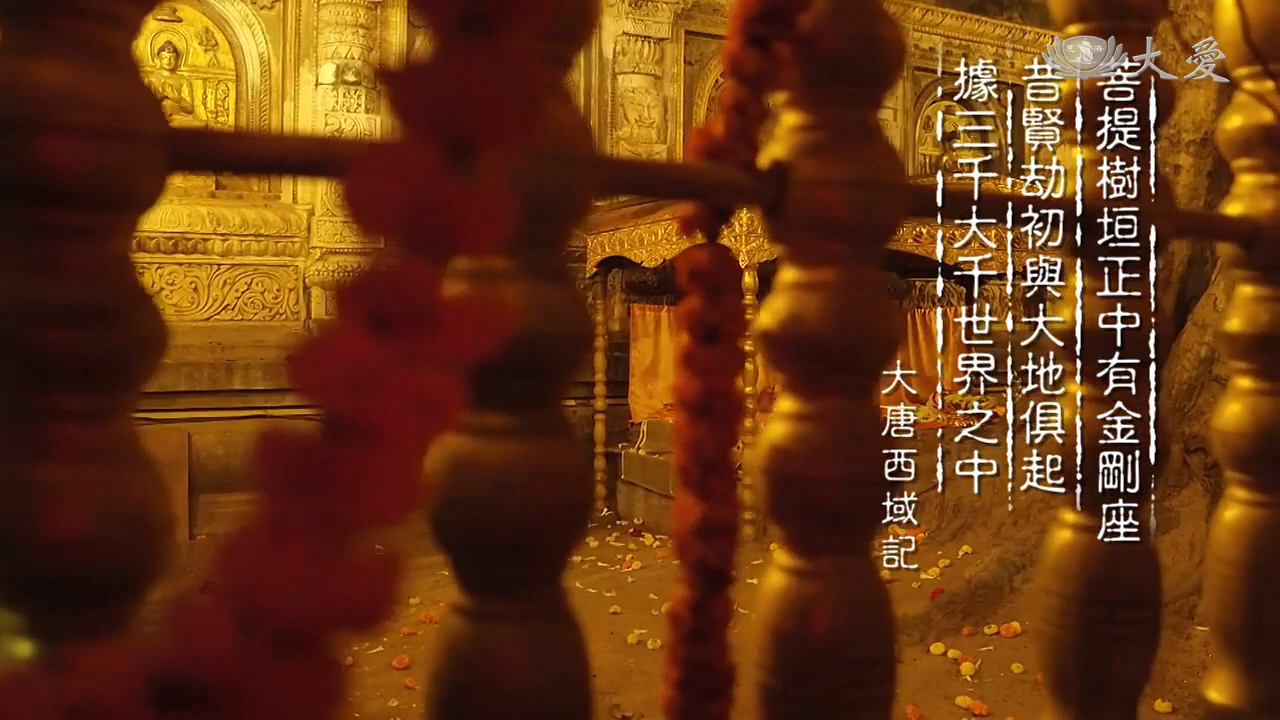 大愛
菩提樹垣正中有金剛座
昔賢劫初與大地俱起
據三千大千世界之中
大唐西域記